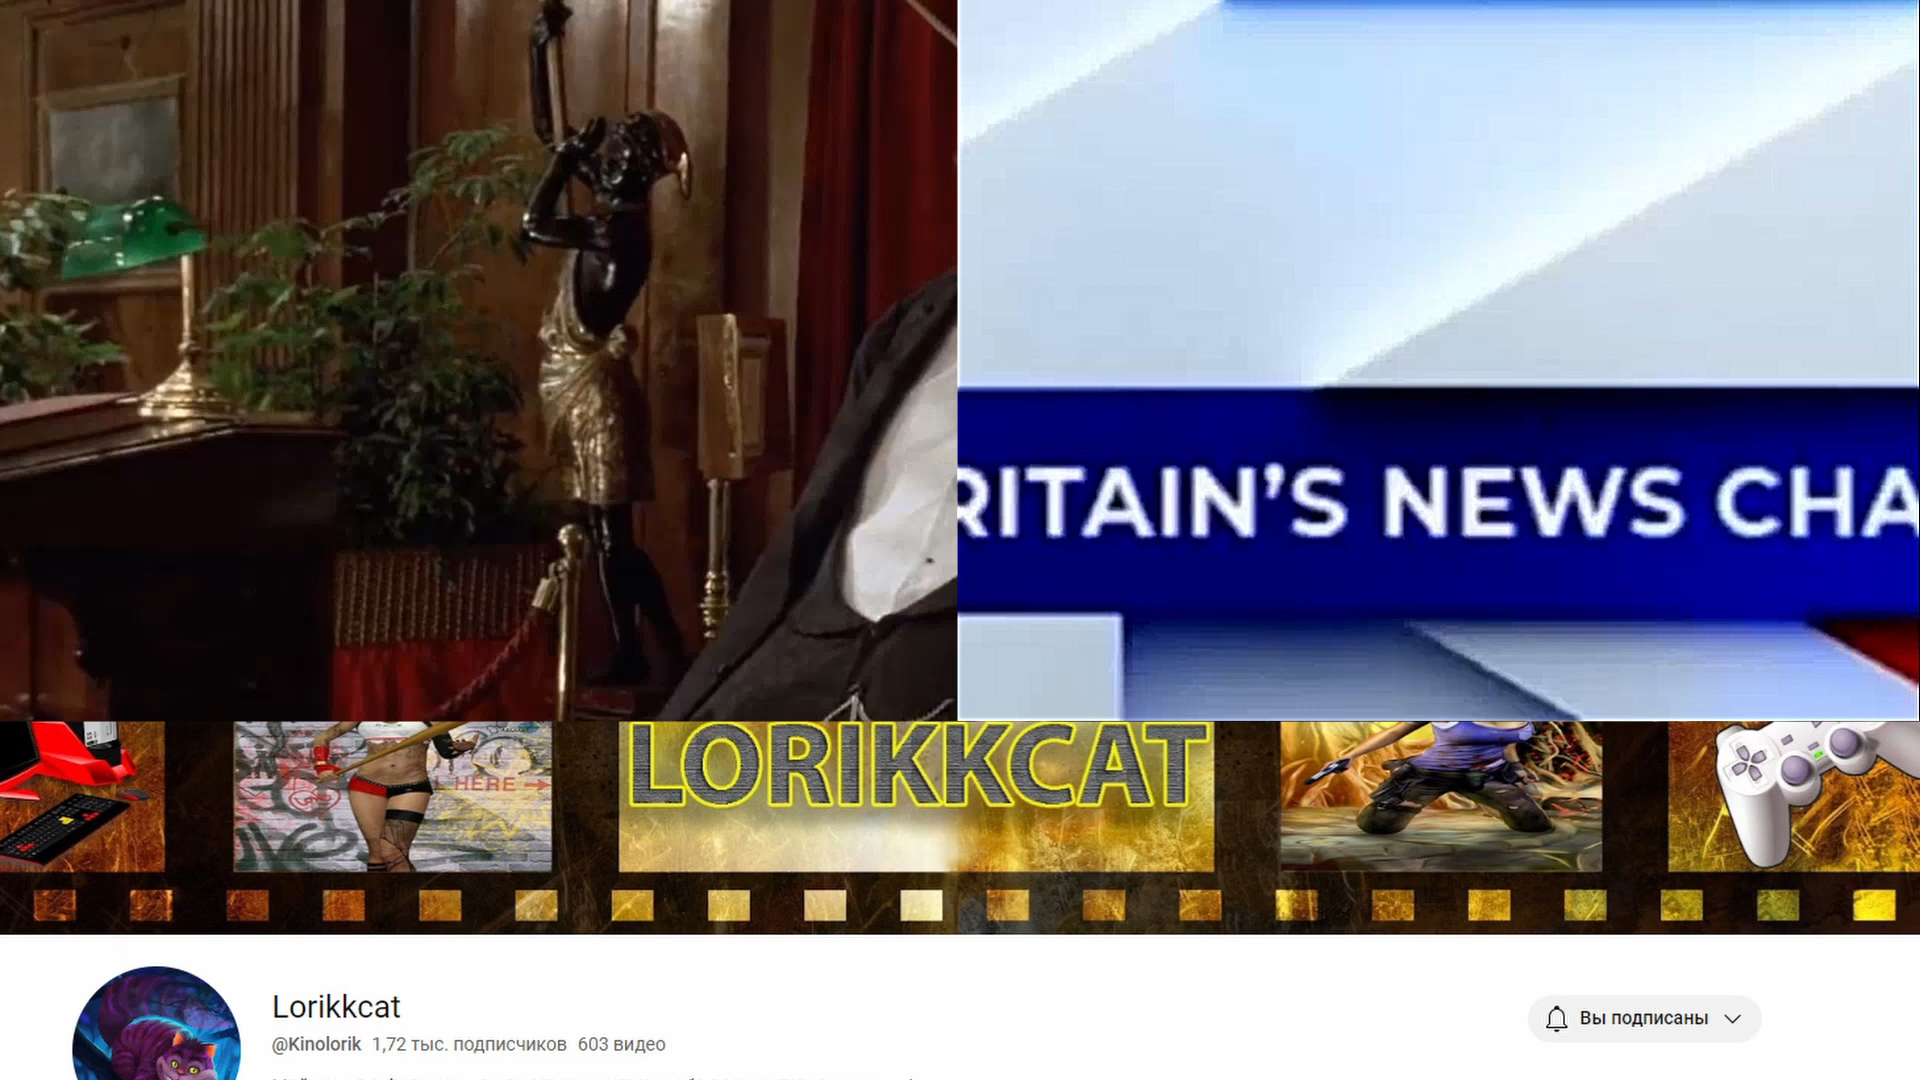 RITAIN'S NEWS CHA
LORIKKCAT
HERE →
Lorikkcat
@Kinolorik 1,72 тыс. подписчиков 603 видео
Вы подписаны